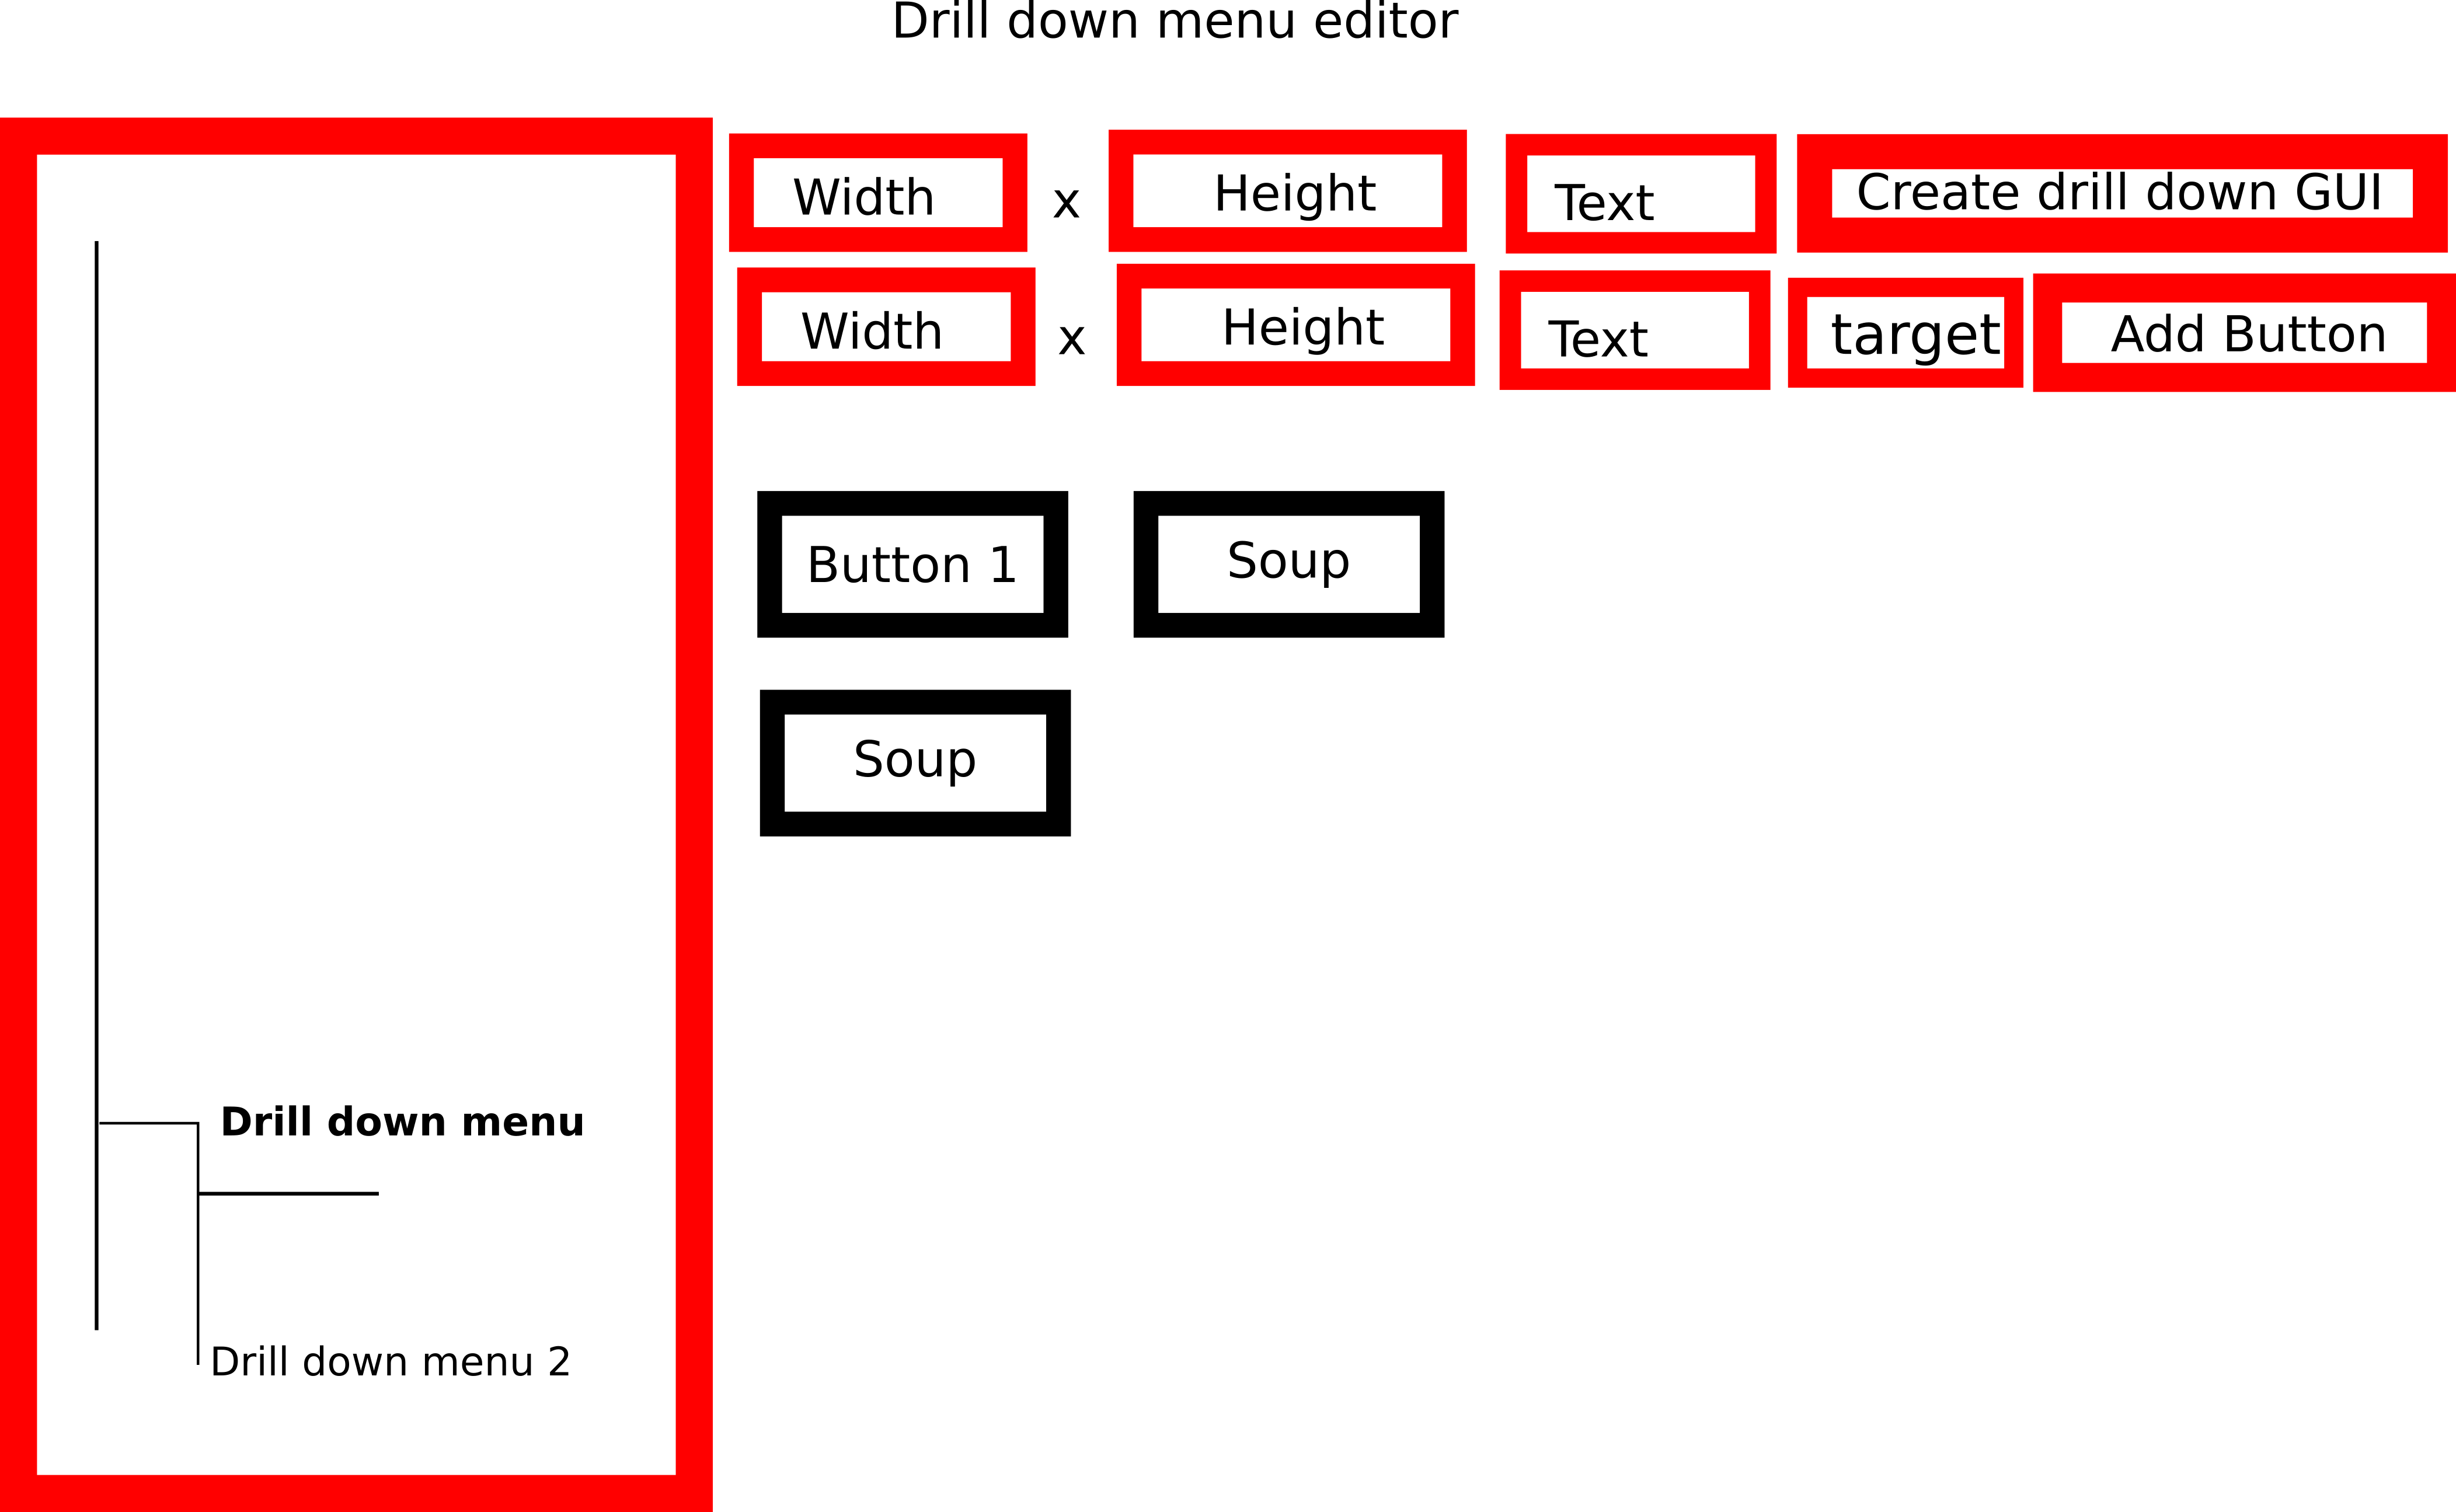 Drill down menu editor
Width x Height Text Create drill down GUI
Width x Height Text target Add Button
Button 1 Soup
Soup
Drill down menu
Drill down menu 2